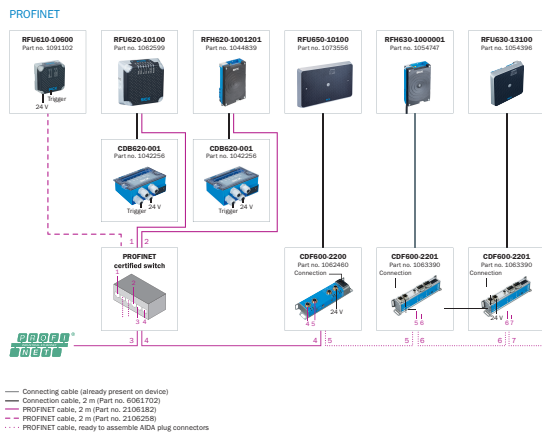 PROFINET
RFU610-10600
Part no. 1091102
Trigger
24 V
RFU620-10100
Part no. 1062599
RFH620-1001201
Part no. 1044839
RFU650-10100
Part no. 1073556
RFH630-1000001
Part no. 1054747
RFU630-13100
Part no. 1054396
CDB620-001
Part no. 1042256
24 V
Trigger
CDB620-001
Part no. 1042256
24 V
Trigger
1 2
PROFINET
certified switch
1
2
3 4
CDF600-2200
Part no. 1062460
Connection
24 V
4 5
CDF600-2201
Part no. 1063390
Connection
24 V
5 6
CDF600-2201
Part no. 1063390
Connection
24 V
6 7
PROFI
NET
3 4
4 5
5 6
6 7
Connecting cable (already present on device)
Connection cable, 2 m (Part no. 6061702)
PROFINET cable, 2 m (Part no. 2106182)
PROFINET cable, 2 m (Part no. 2106258)
PROFINET cable, ready to assemble AIDA plug connectors